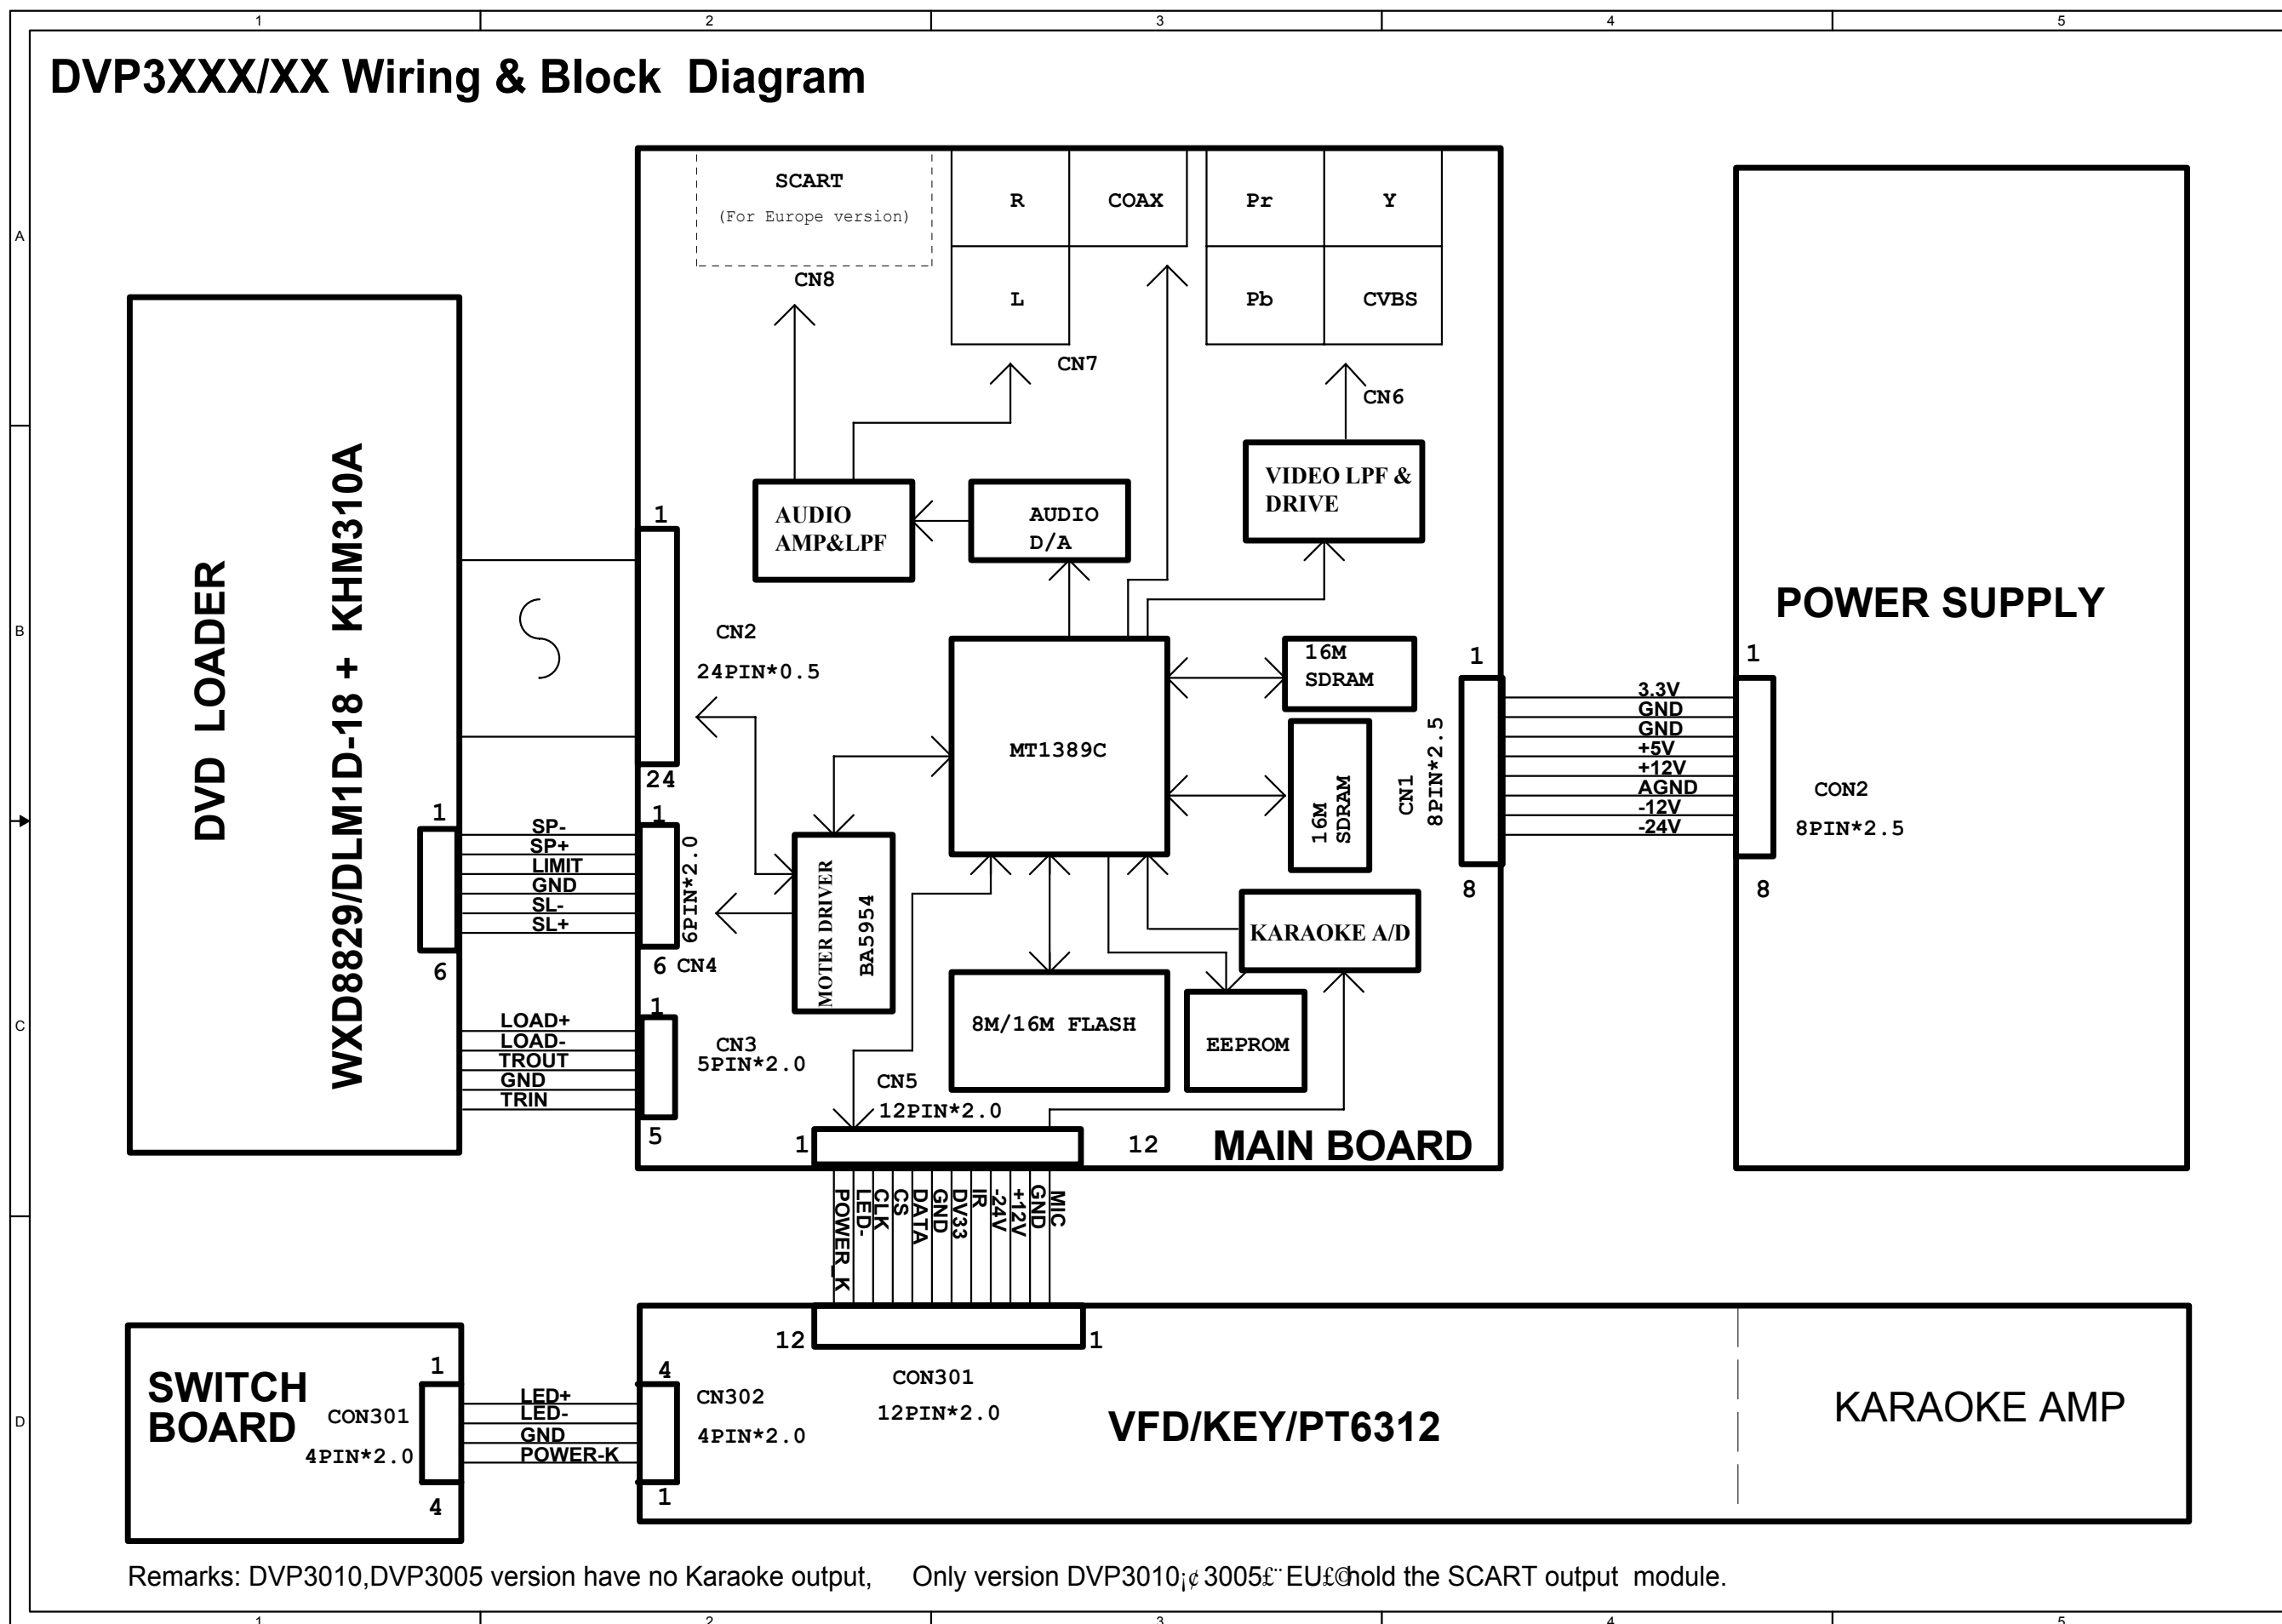 1 2 3 4 5
DVP3XXX/XX Wiring & Block Diagram
A
B
C
D
SCART
(For Europe version)
CN8
R
COAX
L
CN7
Pr
Y
Pb
CVBS
CN6
DVD LOADER
WXD8829/DLM1D-18 + KHM310A
AUDIO
AMP&LPF
AUDIO
D/A
VIDEO LPF &
DRIVE
POWER SUPPLY
1
CN2
24PIN*0.5
24
MT1389C
16M
SDRAM
16M
SDRAM
1
CN1
8PIN*2.5
8
3.3V
GND
GND
+5V
+12V
AGND
-12V
-24V
1
CON2
8PIN*2.5
8
1
6
SP-
SP+
LIMIT
GND
SL-
SL+
1
6PIN*2.0
6 CN4
MOTER DRIVER
BA5954
KARAOKE A/D
8M/16M FLASH
EEPROM
LOAD+
LOAD-
TROUT
GND
TRIN
1
CN3
5PIN*2.0
5
CN5
12PIN*2.0
1
12
MAIN BOARD
POWER_K
LED-
CLK
CS
DATA
GND
DV33
IR
-24V
+12V
GND
MIC
12
1
CON301
12PIN*2.0
SWITCH
BOARD
1
CON301
4PIN*2.0
4
LED+
LED-
GND
POWER-K
4
CN302
4PIN*2.0
1
VFD/KEY/PT6312
KARAOKE AMP
Remarks: DVP3010,DVP3005 version have no Karaoke output, Only version DVP3010¡¢3005£¨EU£©hold the SCART output module.
1 2 3 4 5